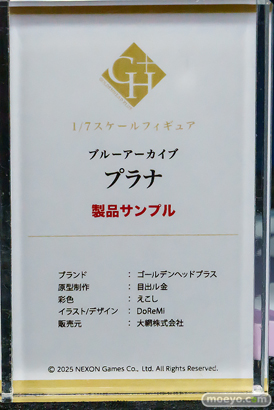 GH
1/7スケールフィギュア
ブルーアーカイブ
プラナ
製品サンプル
ブランド : ゴールデンヘッドプラス
原型制作 : 目出ル金
彩色 : えこし
イラスト/デザイン : DoReMi
販売元 : 大網株式会社
© 2025 NEXON Games Co., Ltd. All Rights Reserved.
moeyo.com